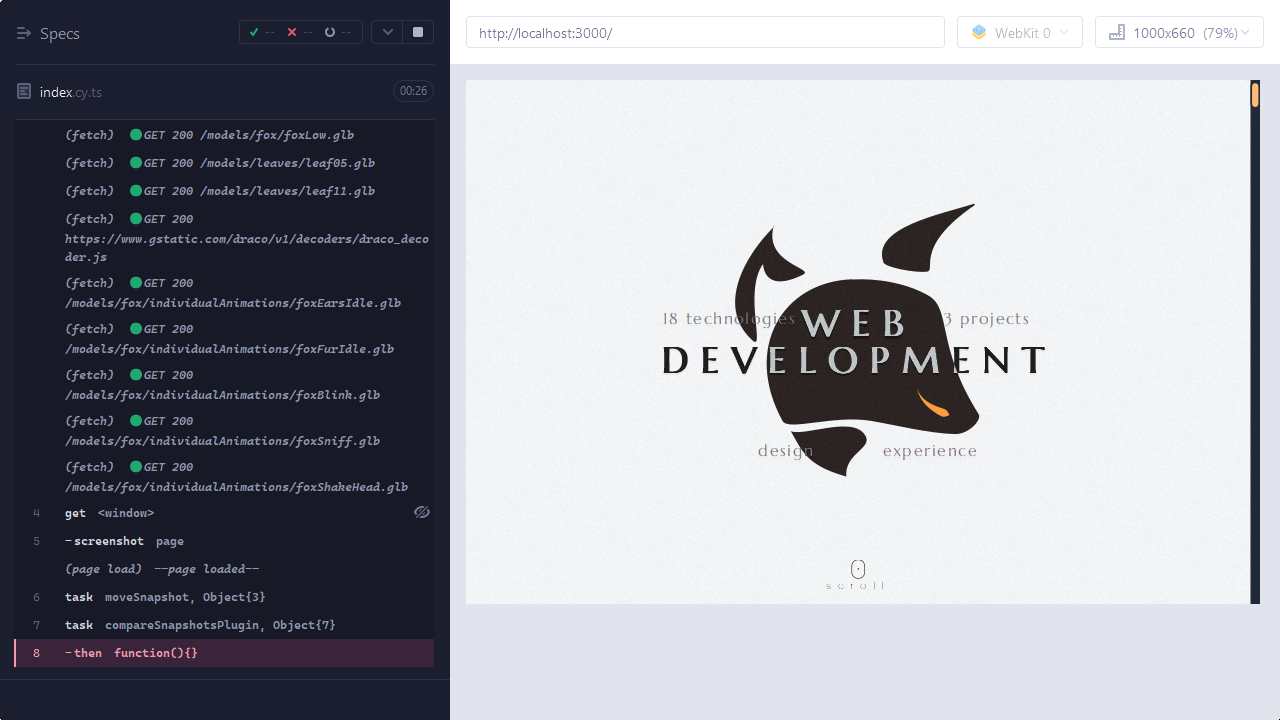 Specs
-- -- --
index.cy.ts
00:26
(fetch) GET 200 /models/fox/foxLow.glb
(fetch) GET 200 /models/leaves/leaf05.glb
(fetch) GET 200 /models/leaves/leaf11.glb
(fetch) GET 200
https://www.gstatic.com/draco/v1/decoders/draco_deco
der.js
(fetch) GET 200
/models/fox/individualAnimations/foxEarsIdle.glb
(fetch) GET 200
/models/fox/individualAnimations/foxFurIdle.glb
(fetch) GET 200
/models/fox/individualAnimations/foxBlink.glb
(fetch) GET 200
/models/fox/individualAnimations/foxSniff.glb
(fetch) GET 200
/models/fox/individualAnimations/foxShakeHead.glb
4 get <window>
5 -screenshot page
(page load) --page loaded--
6 task moveSnapshot, Object{3}
7 task compareSnapshotsPlugin, Object{7}
8 -then function(){}
http://localhost:3000/
WebKit 0
1000x660 (79%)
18 technologies
WEB
3 projects
DEVELOPMENT
design
experience
scroll